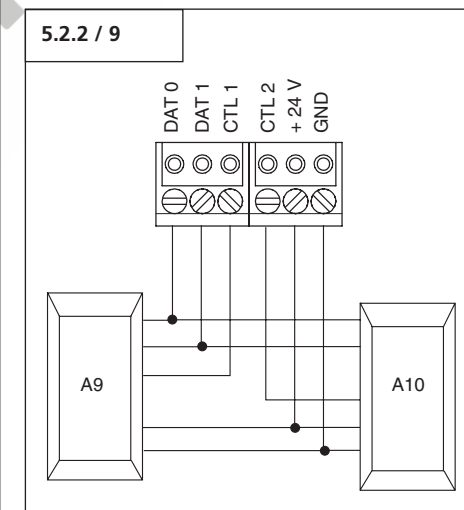 5.2.2 / 9
DAT 0
DAT 1
CTL 1
CTL 2
+ 24 V
GND
A9
A10